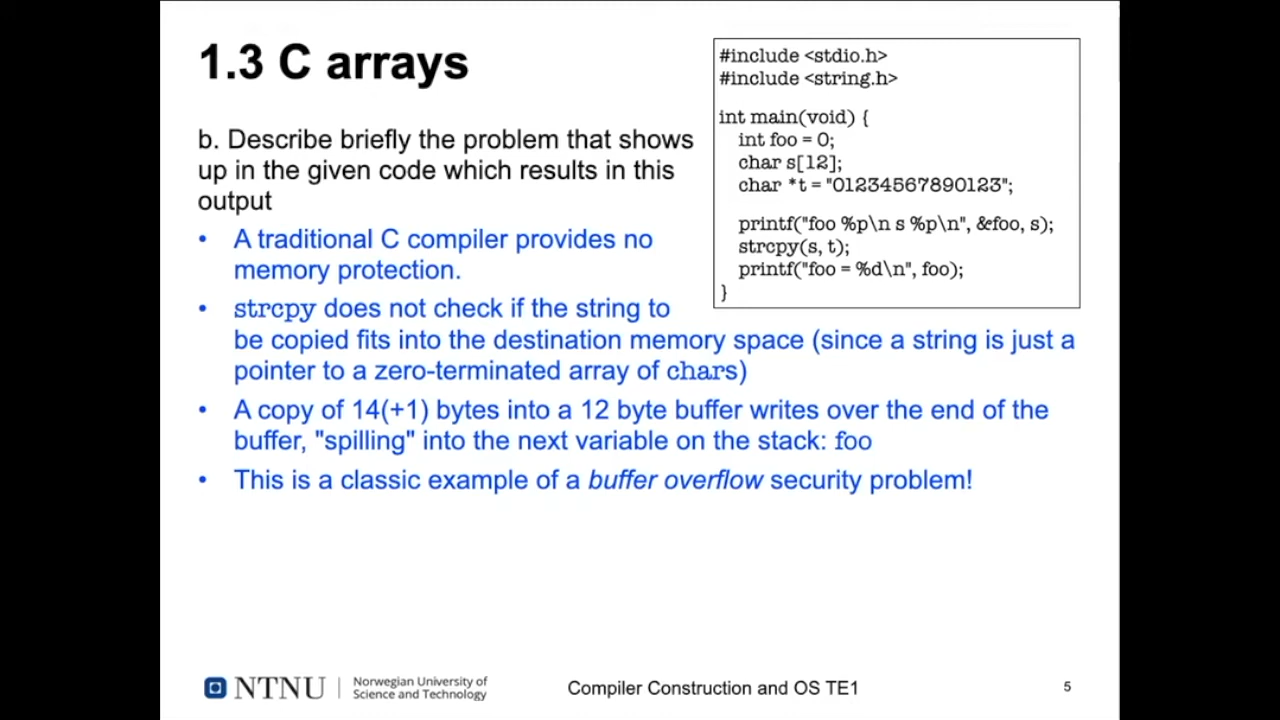 1.3 C arrays
b. Describe briefly the problem that shows
up in the given code which results in this
output
• A traditional C compiler provides no
memory protection.
• strcpy does not check if the string to
be copied fits into the destination memory space (since a string is just a
pointer to a zero-terminated array of chars)
• A copy of 14(+1) bytes into a 12 byte buffer writes over the end of the
buffer, "spilling" into the next variable on the stack: foo
• This is a classic example of a buffer overflow security problem!
#include <stdio.h>
#include <string.h>
int main(void) {
int foo = 0;
char s[12];
char *t = "01234567890123";
printf("foo %p\n s %p\n", &foo, s);
strcpy(s, t);
printf("foo = %d\n", foo);
}
NTNU
Norwegian University of
Science and Technology
Compiler Construction and OS TE1
5